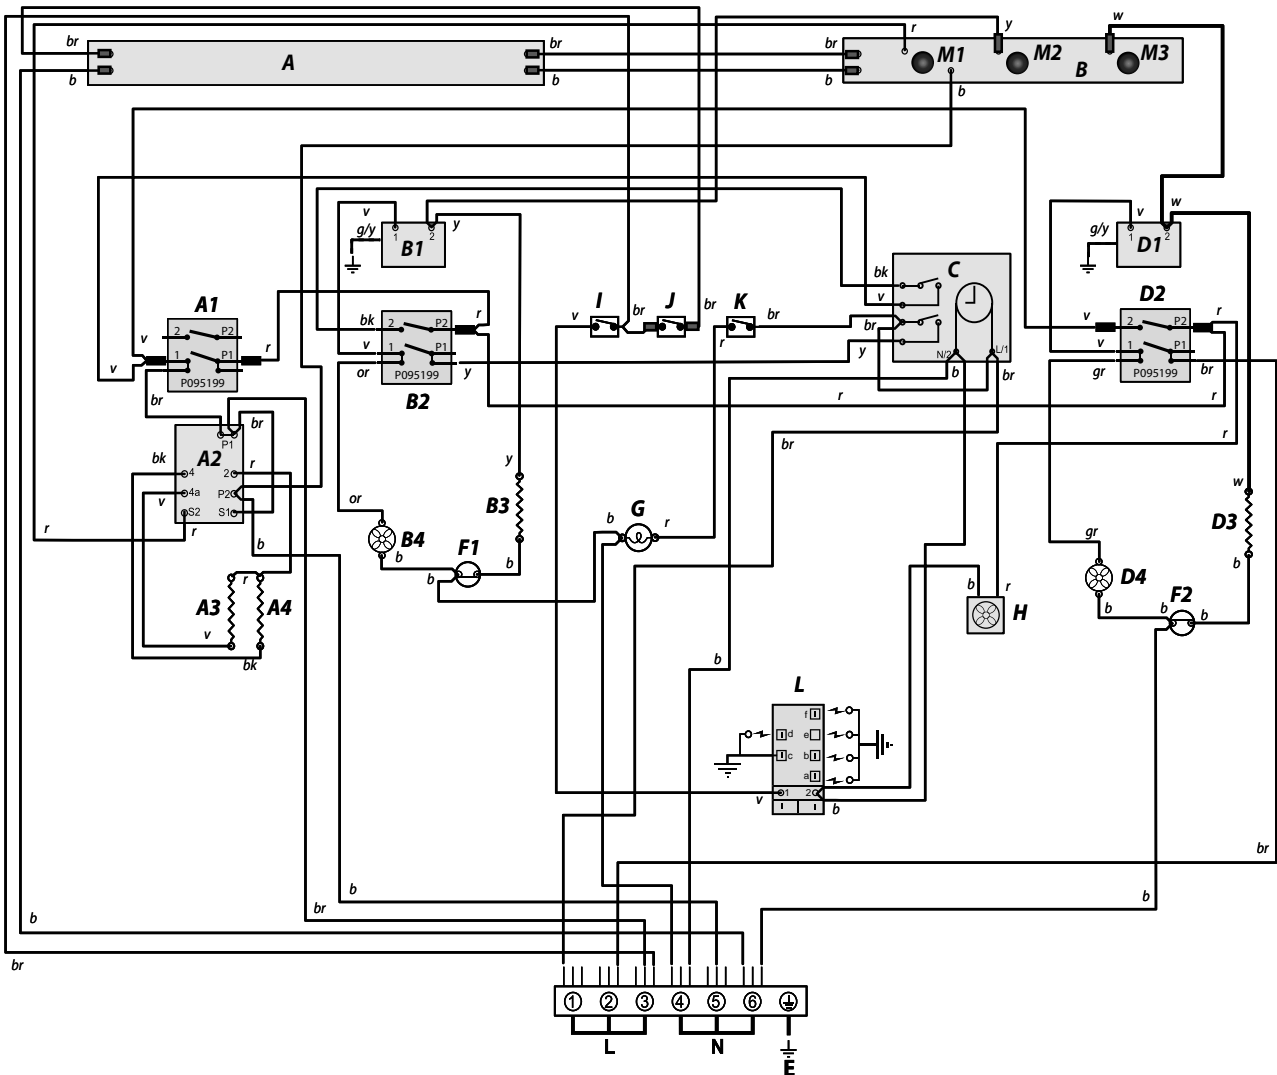 w
y
r
br
A
br
br
M1
M2
M3
B
b
b
b
b
v
g/y
1
2
B1
y
v
w
g/y
1
2
D1
C
bk
v
A1
v
2
P2
1
P1
P095199
r
v
bk
2
P2
r
v
1
P1
or
P095199
y
B2
I
J
K
v
br
br
r
br
br
y
N/2
L/1
b
br
D2
v
2
P2
r
v
1
P1
gr
P095199
br
r
r
r
br
br
br
P1
bk
A2
4
2
r
4a
P2
v
S2
S1
r
r
b
A3
A4
r
v
bk
y
B3
or
B4
b
F1
b
b
b
G
r
w
D3
gr
b
D4
b
b
F2
b
b
r
H
b
L
f
d
e
c
b
a
v
1
2
b
br
b
b
br
b
br
1
2
3
4
5
6
L
N
E